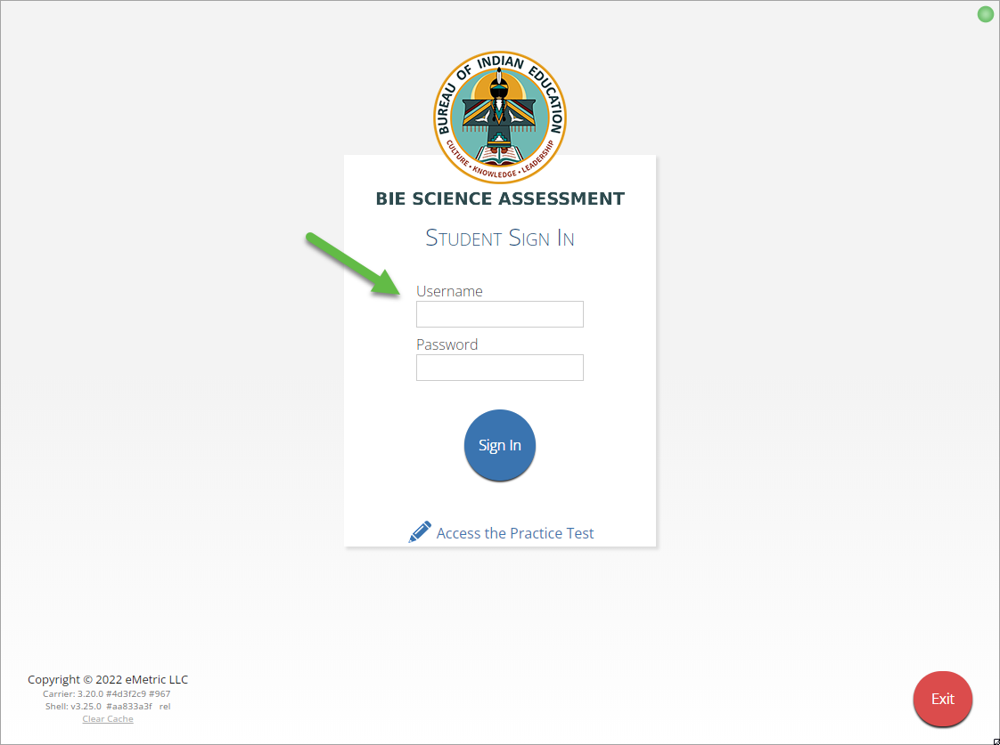 BUREAU OF INDIAN EDUCATION
CULTURE • KNOWLEDGE • LEADERSHIP
BIE SCIENCE ASSESSMENT
Student Sign In
Username
Password
Sign In
Access the Practice Test
Copyright © 2022 eMetric LLC
Carrier: 3.20.0 #4d3f2c9 #967
Shell: v3.25.0 #aa833a3f rel
Clear Cache
Exit